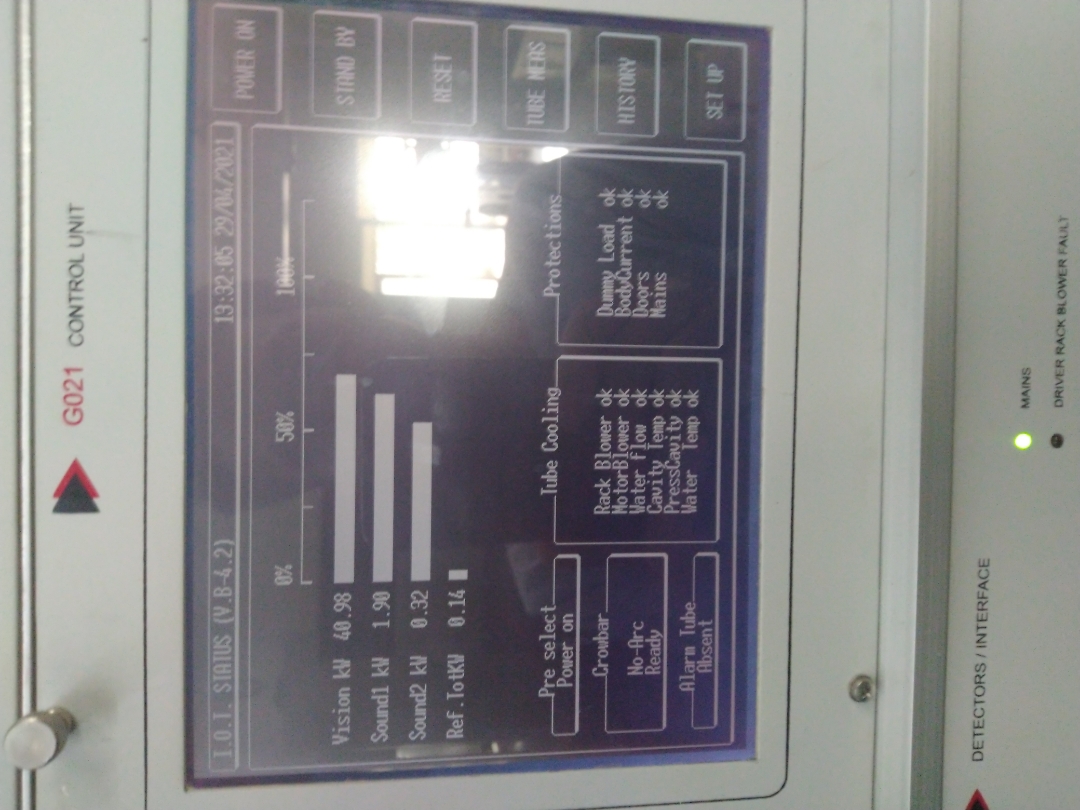 G021 CONTROL UNIT
I.O.T. STATUS (V.B-4.2) 13:32:05 29/04/2021
POWER ON
0% 50% 100%
Vision kW 40.98
STAND BY
Sound1 kW 1.90
Sound2 kW 0.32
RESET
Ref.TotKW 0.14
TUBE MEAS
Pre select
Power on
Tube Cooling
Protections
Crowbar
No-Arc
Ready
Alarm Tube
Absent
Rack Blower ok
MotorBlower ok
Water flow ok
Cavity Temp ok
PressCavity ok
Water Temp ok
Dummy Load ok
BodyCurrent ok
Doors ok
Mains ok
HISTORY
SET UP
DETECTORS / INTERFACE
MAINS
DRIVER RACK BLOWER FAULT